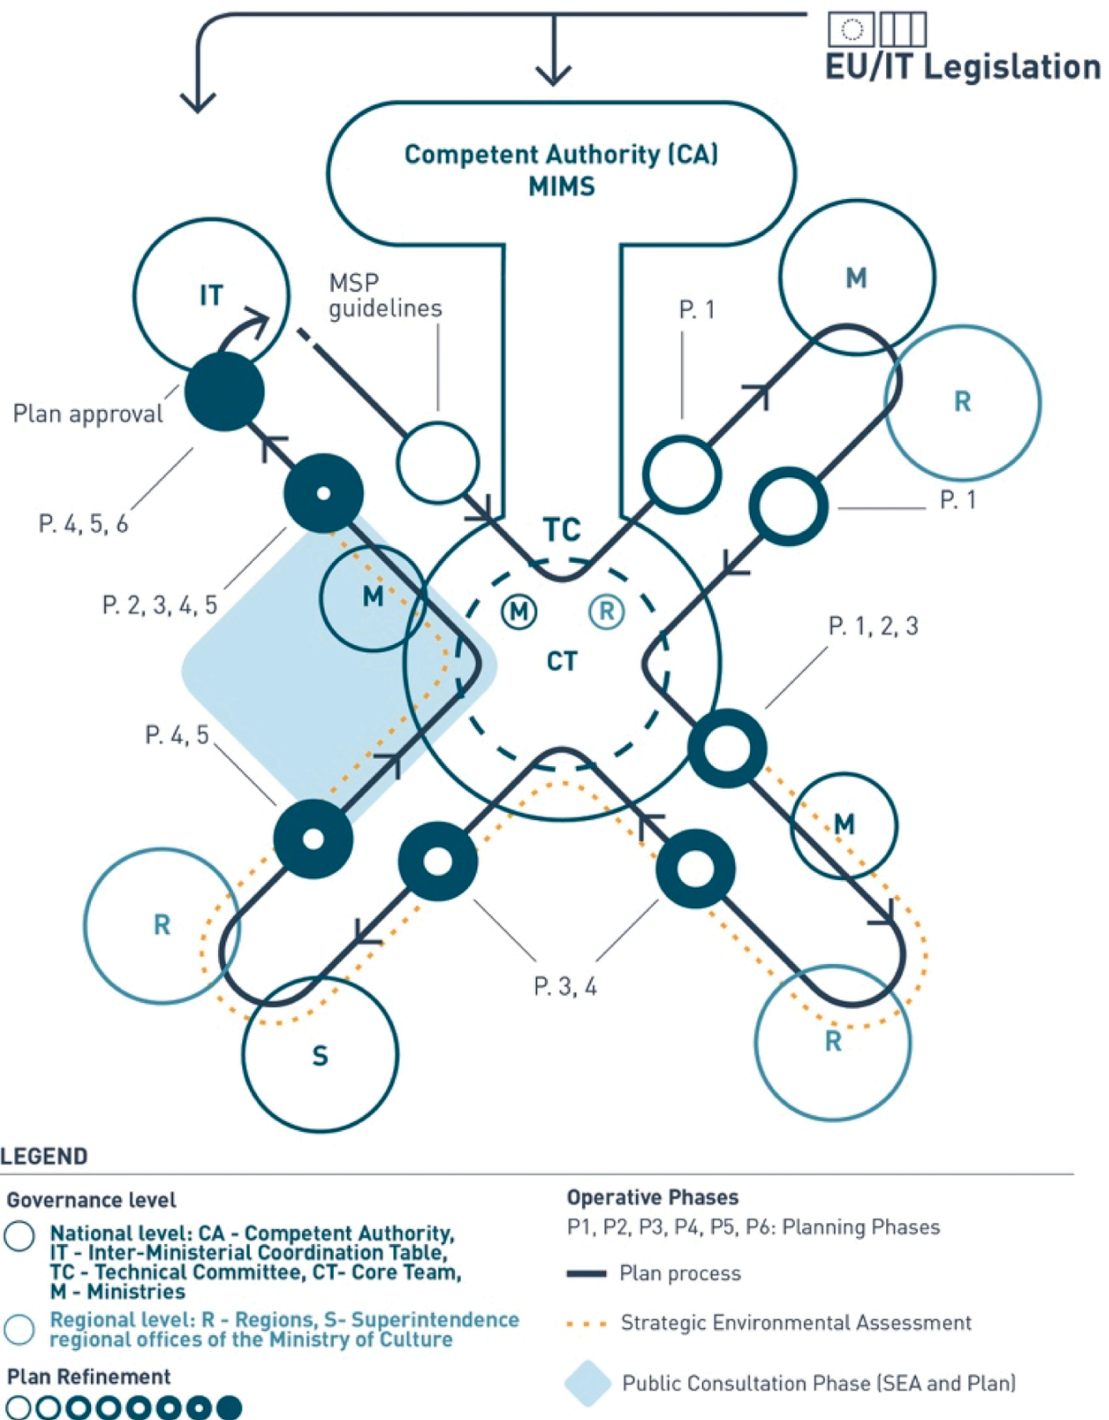 EU/IT Legislation
Competent Authority (CA)
MIMS
IT
MSP
guidelines
P. 1
M
R
Plan approval
P. 1
P. 4, 5, 6
TC
M
R
CT
M
P. 2, 3, 4, 5
P. 1, 2, 3
P. 4, 5
M
R
P. 3, 4
S
R
LEGEND
Governance level
National level: CA - Competent Authority,
IT - Inter-Ministerial Coordination Table,
TC - Technical Committee, CT- Core Team,
M - Ministries
Regional level: R - Regions, S- Superintendence
regional offices of the Ministry of Culture
Plan Refinement
Operative Phases
P1, P2, P3, P4, P5, P6: Planning Phases
Plan process
Strategic Environmental Assessment
Public Consultation Phase (SEA and Plan)